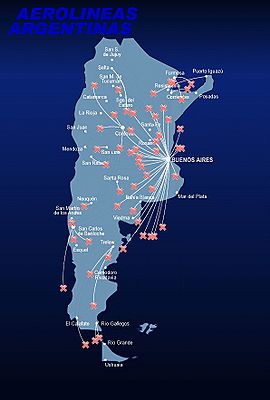 AEROLINEAS
ARGENTINAS
San S.
de Jujuy
Salta
San M. de
Tucumán
Formosa
Puerto Iguazú
Resistencia
Corrientes
Posadas
Catamarca
Sgo.del
Estero
La Rioja
Santa Fe
San Juan
Córdoba
Rosario
Mendoza
San Luis
BUENOS AIRES
San Rafael
Santa Rosa
Mar del Plata
Bahía Blanca
Neuquén
San Martín
de los Andes
Viedma
San Carlos
de Bariloche
Esquel
Trelew
Comodoro
Rivadavia
El Calafate
Río Gallegos
Río Grande
Ushuaia